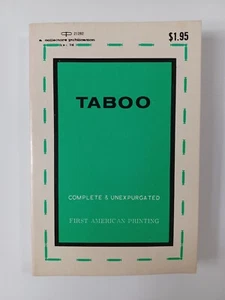 $1.95
TABOO
COMPLETE & UNEXPURGATED
FIRST AMERICAN PRINTING